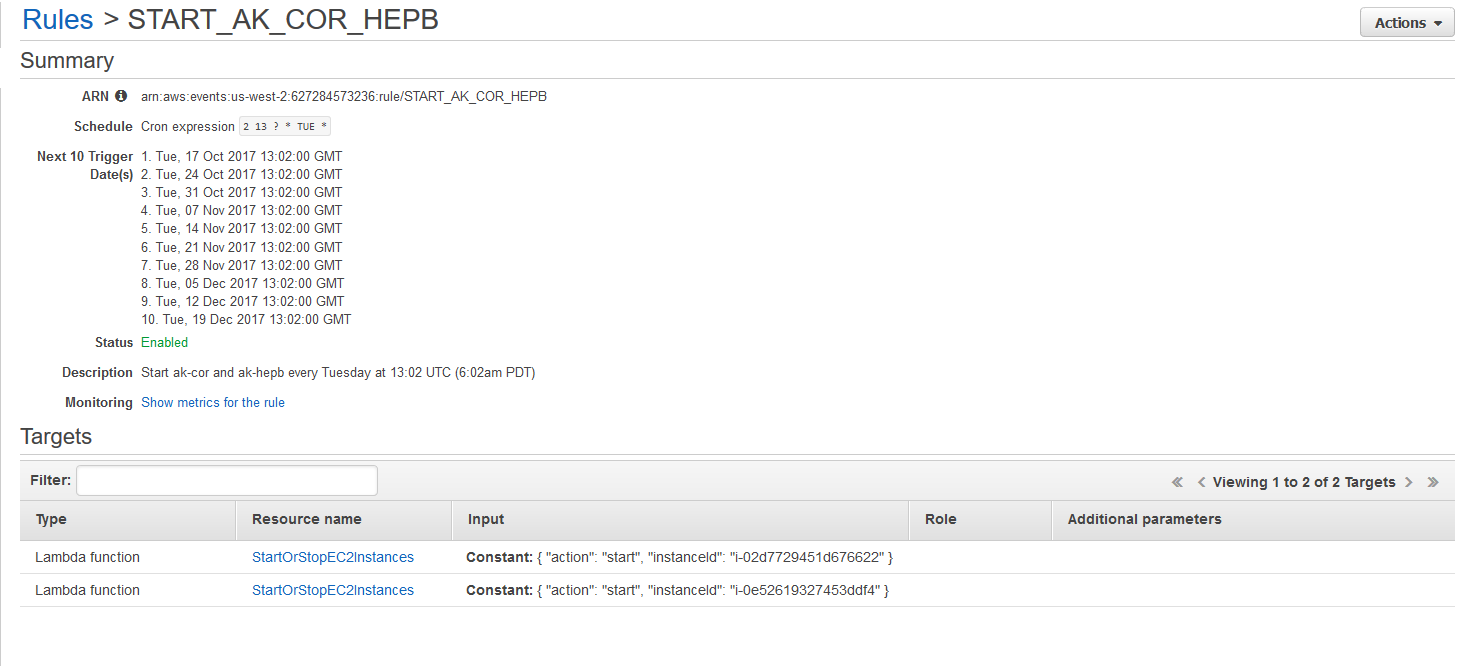 Rules > START_AK_COR_HEPB
Actions
Summary
ARN arn:aws:events:us-west-2:627284573236:rule/START_AK_COR_HEPB
Schedule Cron expression 2 13 ? * TUE *
Next 10 Trigger Date(s) 1. Tue, 17 Oct 2017 13:02:00 GMT
2. Tue, 24 Oct 2017 13:02:00 GMT
3. Tue, 31 Oct 2017 13:02:00 GMT
4. Tue, 07 Nov 2017 13:02:00 GMT
5. Tue, 14 Nov 2017 13:02:00 GMT
6. Tue, 21 Nov 2017 13:02:00 GMT
7. Tue, 28 Nov 2017 13:02:00 GMT
8. Tue, 05 Dec 2017 13:02:00 GMT
9. Tue, 12 Dec 2017 13:02:00 GMT
10. Tue, 19 Dec 2017 13:02:00 GMT
Status Enabled
Description Start ak-cor and ak-hepb every Tuesday at 13:02 UTC (6:02am PDT)
Monitoring Show metrics for the rule
Targets
Filter: « < Viewing 1 to 2 of 2 Targets > »
Type Resource name Input Role Additional parameters
Lambda function StartOrStopEC2Instances Constant: { "action": "start", "instanceId": "i-02d7729451d676622" }
Lambda function StartOrStopEC2Instances Constant: { "action": "start", "instanceId": "i-0e52619327453ddf4" }